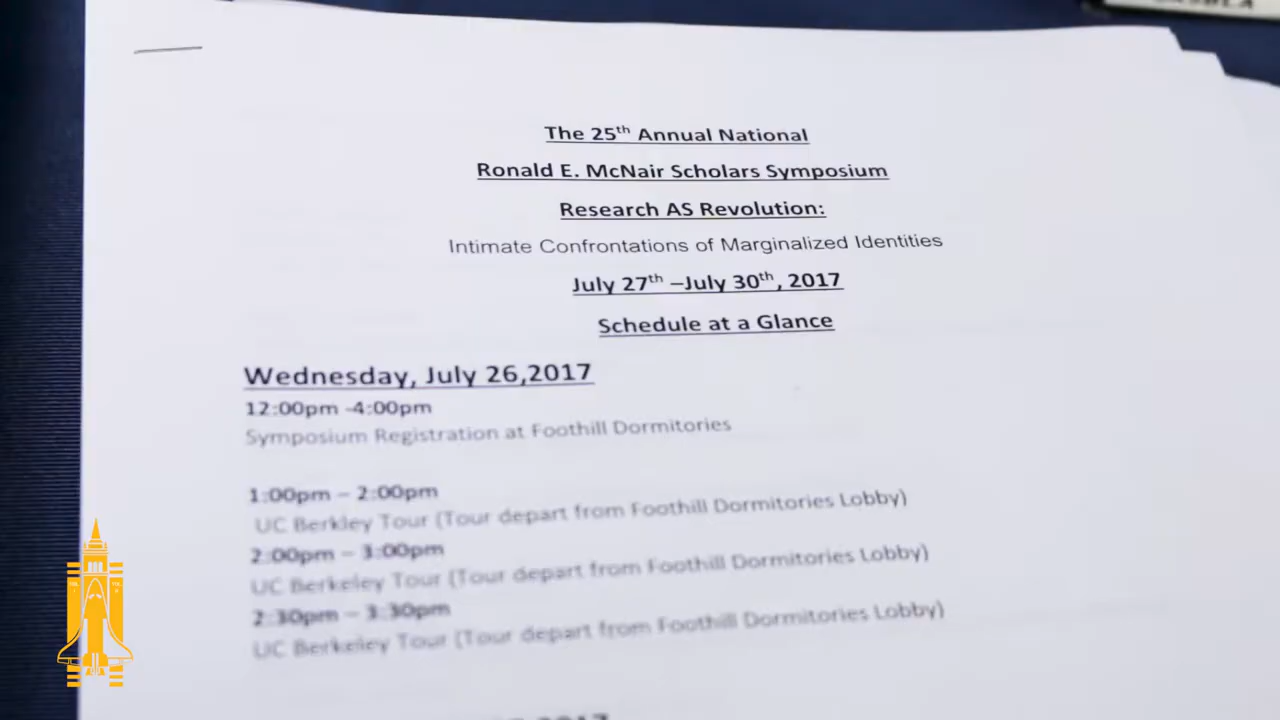 The 25th Annual National
Ronald E. McNair Scholars Symposium
Research AS Revolution:
Intimate Confrontations of Marginalized Identities
July 27th –July 30th, 2017
Schedule at a Glance
Wednesday, July 26,2017
12:00pm -4:00pm
Symposium Registration at Foothill Dormitories
1:00pm – 2:00pm
UC Berkley Tour (Tour depart from Foothill Dormitories Lobby)
2:00pm – 3:00pm
UC Berkeley Tour (Tour depart from Foothill Dormitories Lobby)
2:30pm – 3:30pm
UC Berkeley Tour (Tour depart from Foothill Dormitories Lobby)